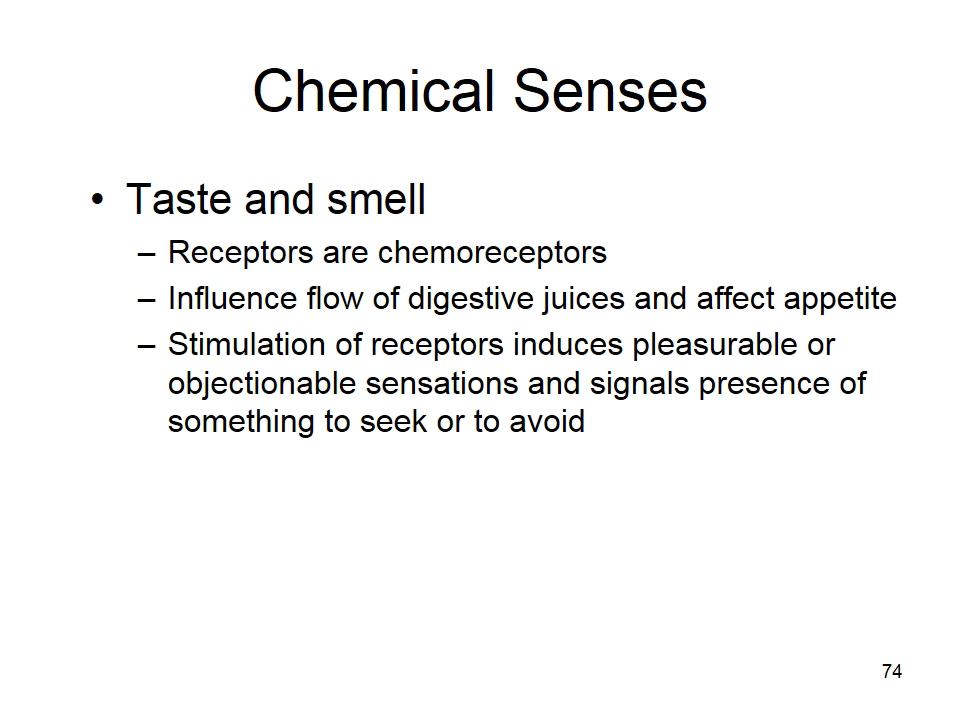 Chemical Senses
• Taste and smell
– Receptors are chemoreceptors
– Influence flow of digestive juices and affect appetite
– Stimulation of receptors induces pleasurable or
objectionable sensations and signals presence of
something to seek or to avoid
74